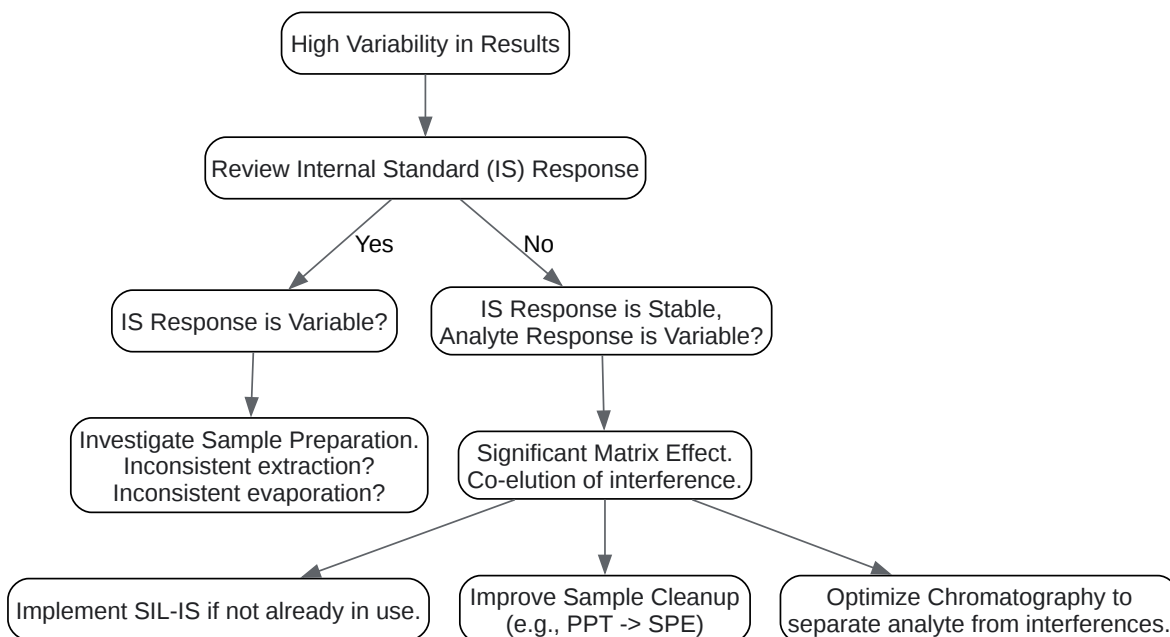 High Variability in Results
Review Internal Standard (IS) Response
Yes
No
IS Response is Variable?
IS Response is Stable,
Analyte Response is Variable?
Investigate Sample Preparation.
Inconsistent extraction?
Inconsistent evaporation?
Significant Matrix Effect.
Co-elution of interference.
Implement SIL-IS if not already in use.
Improve Sample Cleanup
(e.g., PPT -> SPE)
Optimize Chromatography to
separate analyte from interferences.